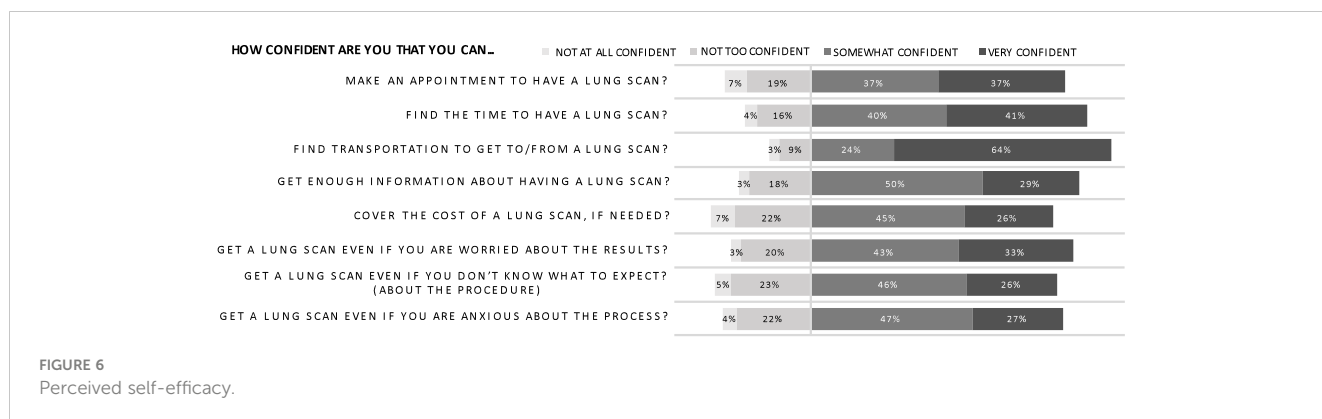 HOW CONFIDENT ARE YOU THAT YOU CAN… NOT AT ALL CONFIDENT NOT TOO CONFIDENT SOMEWHAT CONFIDENT VERY CONFIDENT
MAKE AN APPOINTMENT TO HAVE A LUNG SCAN? 7% 19% 37% 37%
FIND THE TIME TO HAVE A LUNG SCAN? 4% 16% 40% 41%
FIND TRANSPORTATION TO GET TO/FROM A LUNG SCAN? 3% 9% 24% 64%
GET ENOUGH INFORMATION ABOUT HAVING A LUNG SCAN? 3% 18% 50% 29%
COVER THE COST OF A LUNG SCAN, IF NEEDED? 7% 22% 45% 26%
GET A LUNG SCAN EVEN IF YOU ARE WORRIED ABOUT THE RESULTS? 3% 20% 43% 33%
GET A LUNG SCAN EVEN IF YOU DON'T KNOW WHAT TO EXPECT?
(ABOUT THE PROCEDURE) 5% 23% 46% 26%
GET A LUNG SCAN EVEN IF YOU ARE ANXIOUS ABOUT THE PROCESS? 4% 22% 47% 27%
FIGURE 6
Perceived self-efficacy.